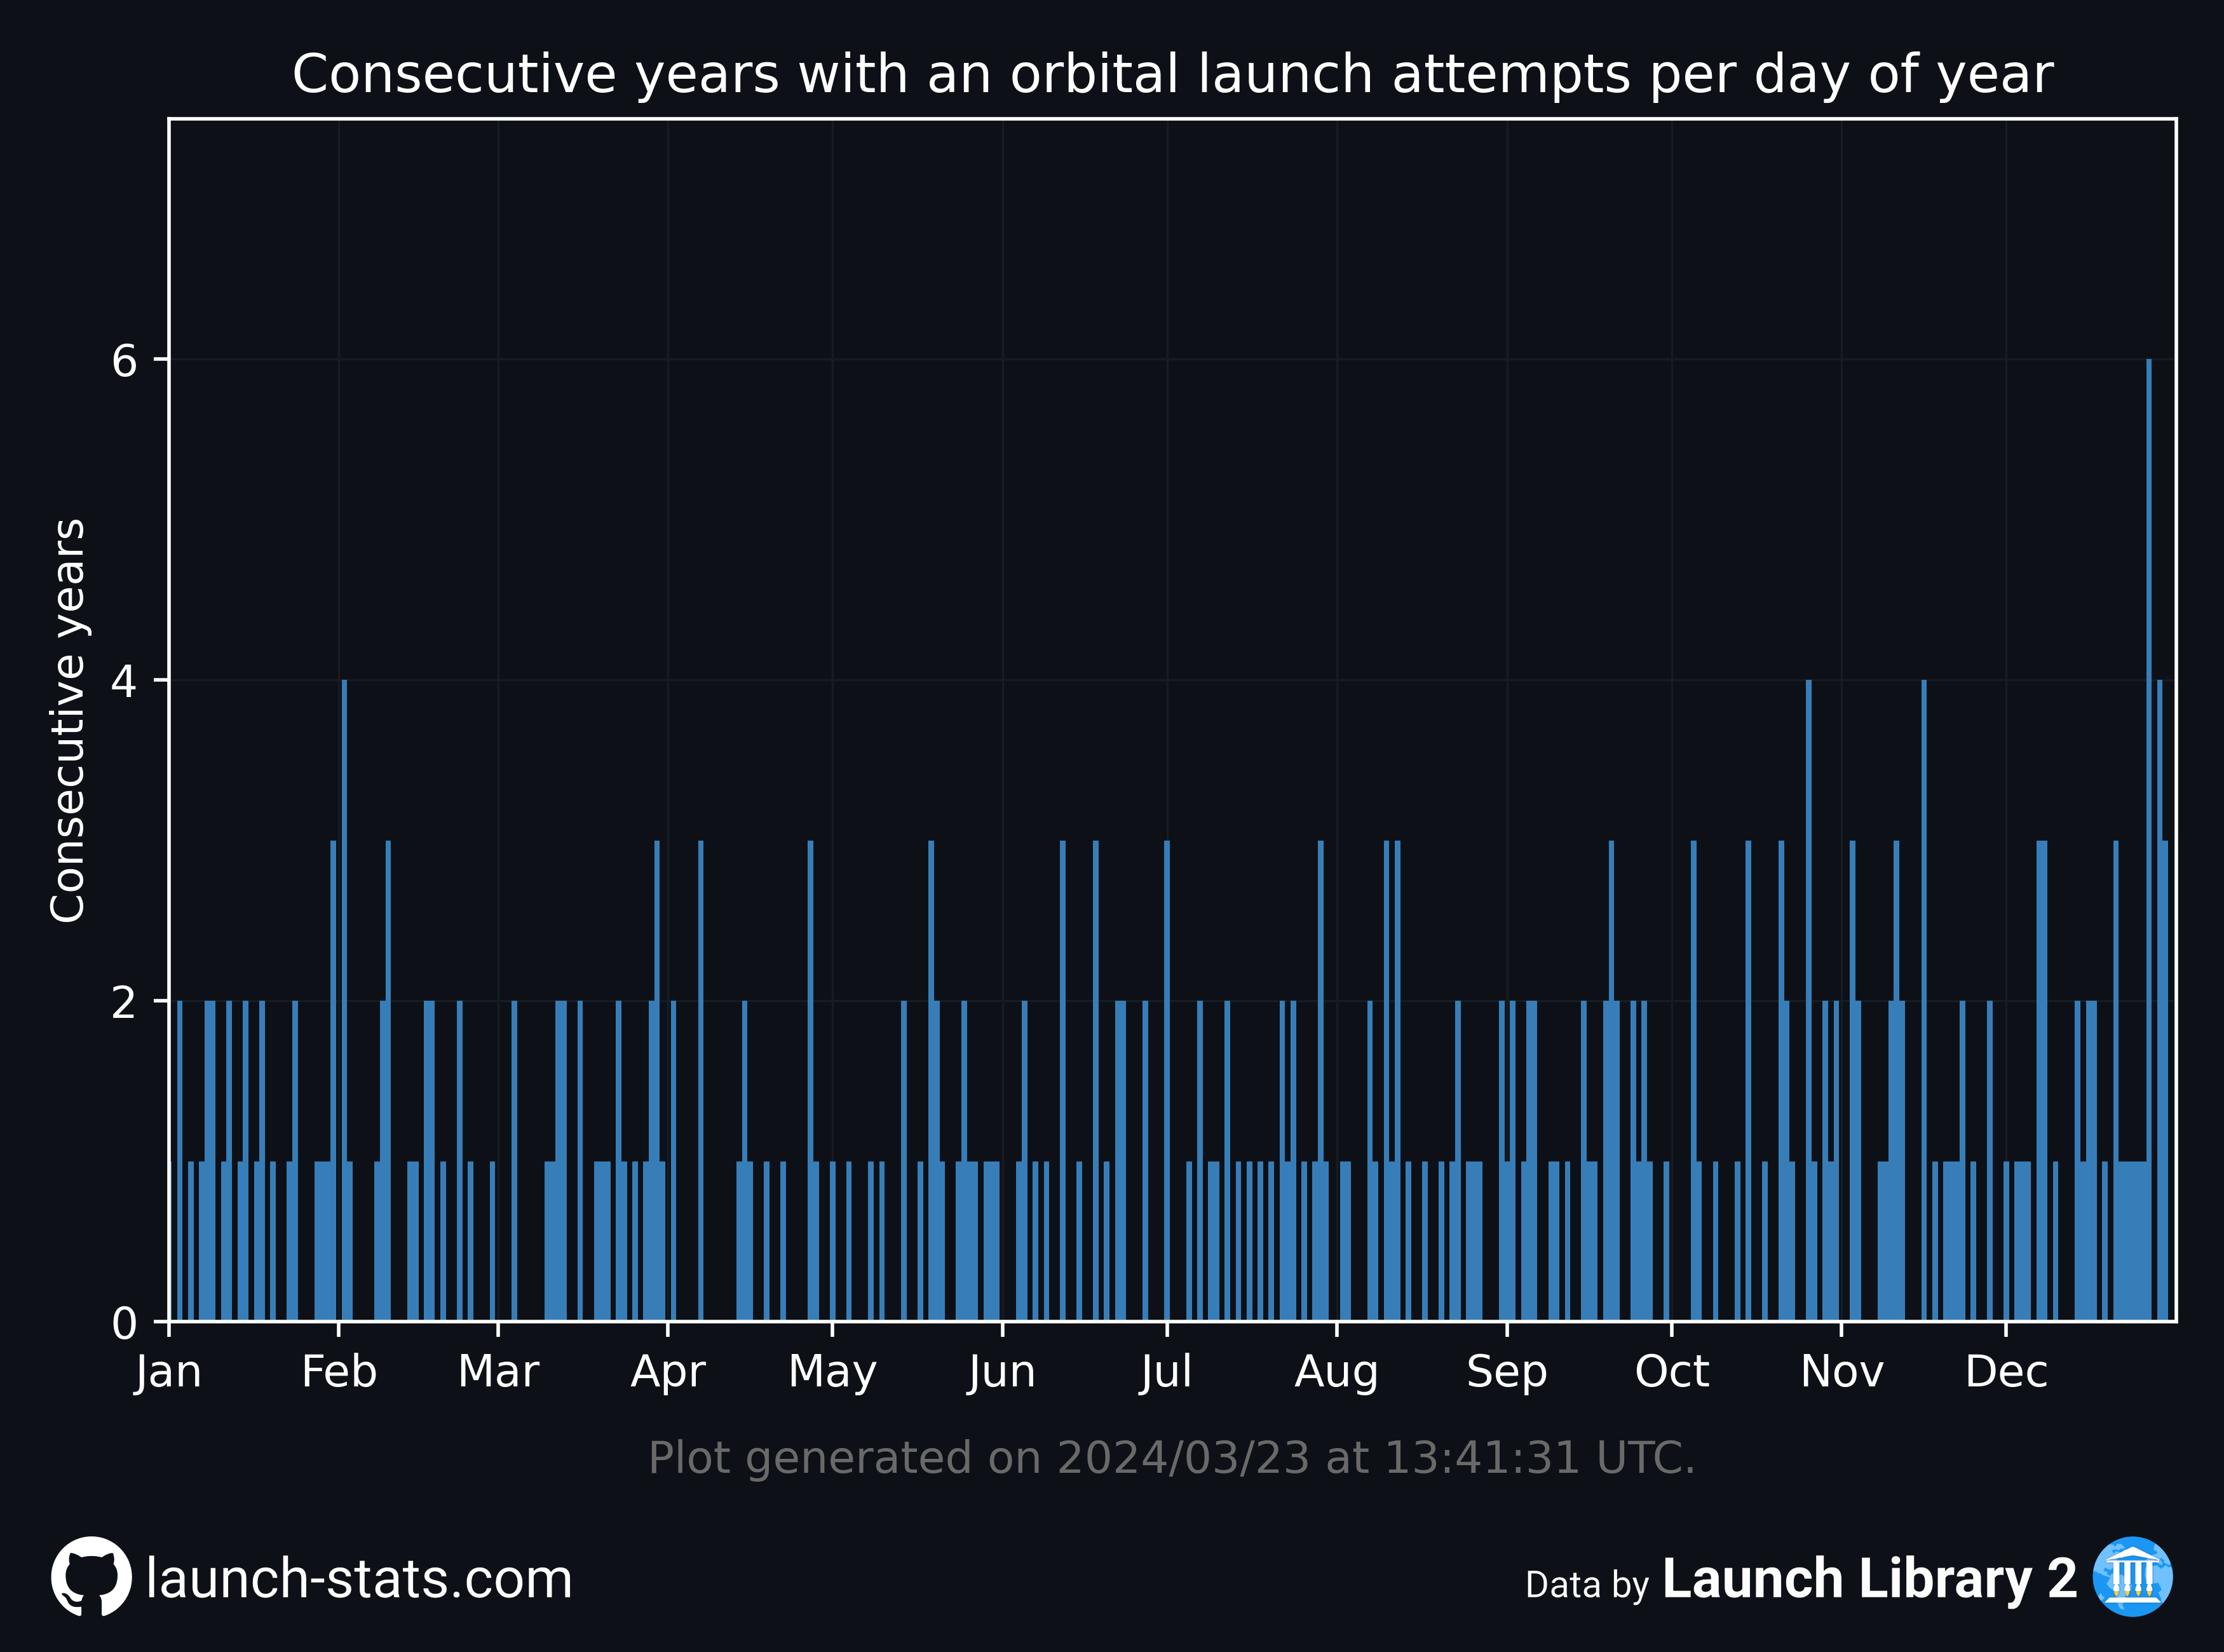 Consecutive years with an orbital launch attempts per day of year
Consecutive years
6
4
2
0
Jan Feb Mar Apr May Jun Jul Aug Sep Oct Nov Dec
Plot generated on 2024/03/23 at 13:41:31 UTC.
launch-stats.com
Data by Launch Library 2